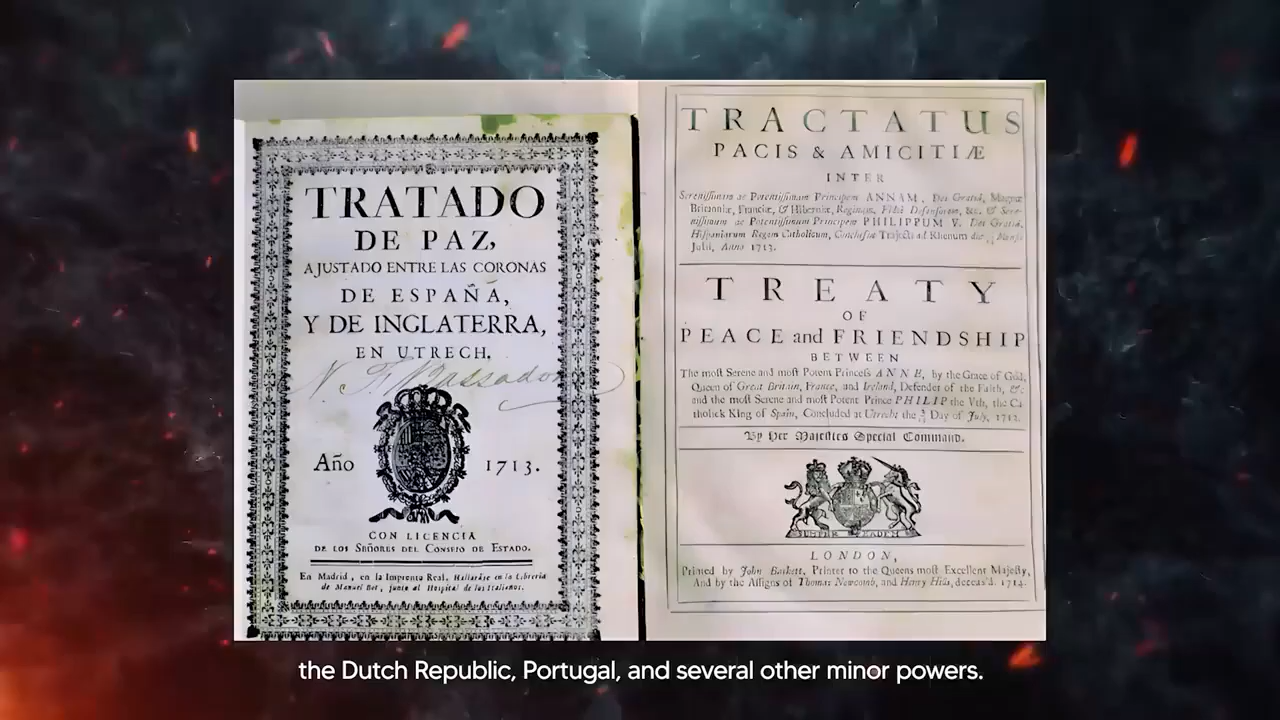 TRATADO
DE PAZ,
AJUSTADO ENTRE LAS CORONAS
DE ESPAÑA,
Y DE INGLATERRA,
EN UTRECH,
Año 1713.
CON LICENCIA
DE LOS SEÑORES DEL CONSEJO DE ESTADO.
En Madrid, en la Imprenta Real, Hallaráse en la Librería
de Manuel Bot, junto al Hospital de los Italianos.
TRACTATUS
PACIS & AMICITIÆ
INTER
Sereniſſimam ac Potentiſſimam Principem ANNAM, Dei Gratiâ, Magnæ
Britanniæ, Franciæ, & Hiberniæ, Reginam, Fidei Defenſorem, &c. & Sere-
niſſimum ac Potentiſſimum Principem PHILIPPUM V. Dei Gratiâ,
Hiſpaniarum Regem Catholicum, Concluſus Trajecti ad Rhenum die Menſis
Julii, Anno 1713.
TREATY
OF
PEACE and FRIENDSHIP
BETWEEN
The moſt Serene and moſt Potent Princeſs ANNE, by the Grace of God,
Queen of Great Britain, France, and Ireland, Defender of the Faith, &c.
and the moſt Serene and moſt Potent Prince PHILIP the Vth, the Ca-
tholick King of Spain, Concluded at Utrecht the Day of July, 1713.
By Her Majeſties Special Command.
SEMPER EADEM
LONDON,
Printed by John Baskett, Printer to the Queens moſt Excellent Majeſty,
And by the Aſſigns of Thomas Newcomb, and Henry Hills, deceas'd. 1714.
the Dutch Republic, Portugal, and several other minor powers.